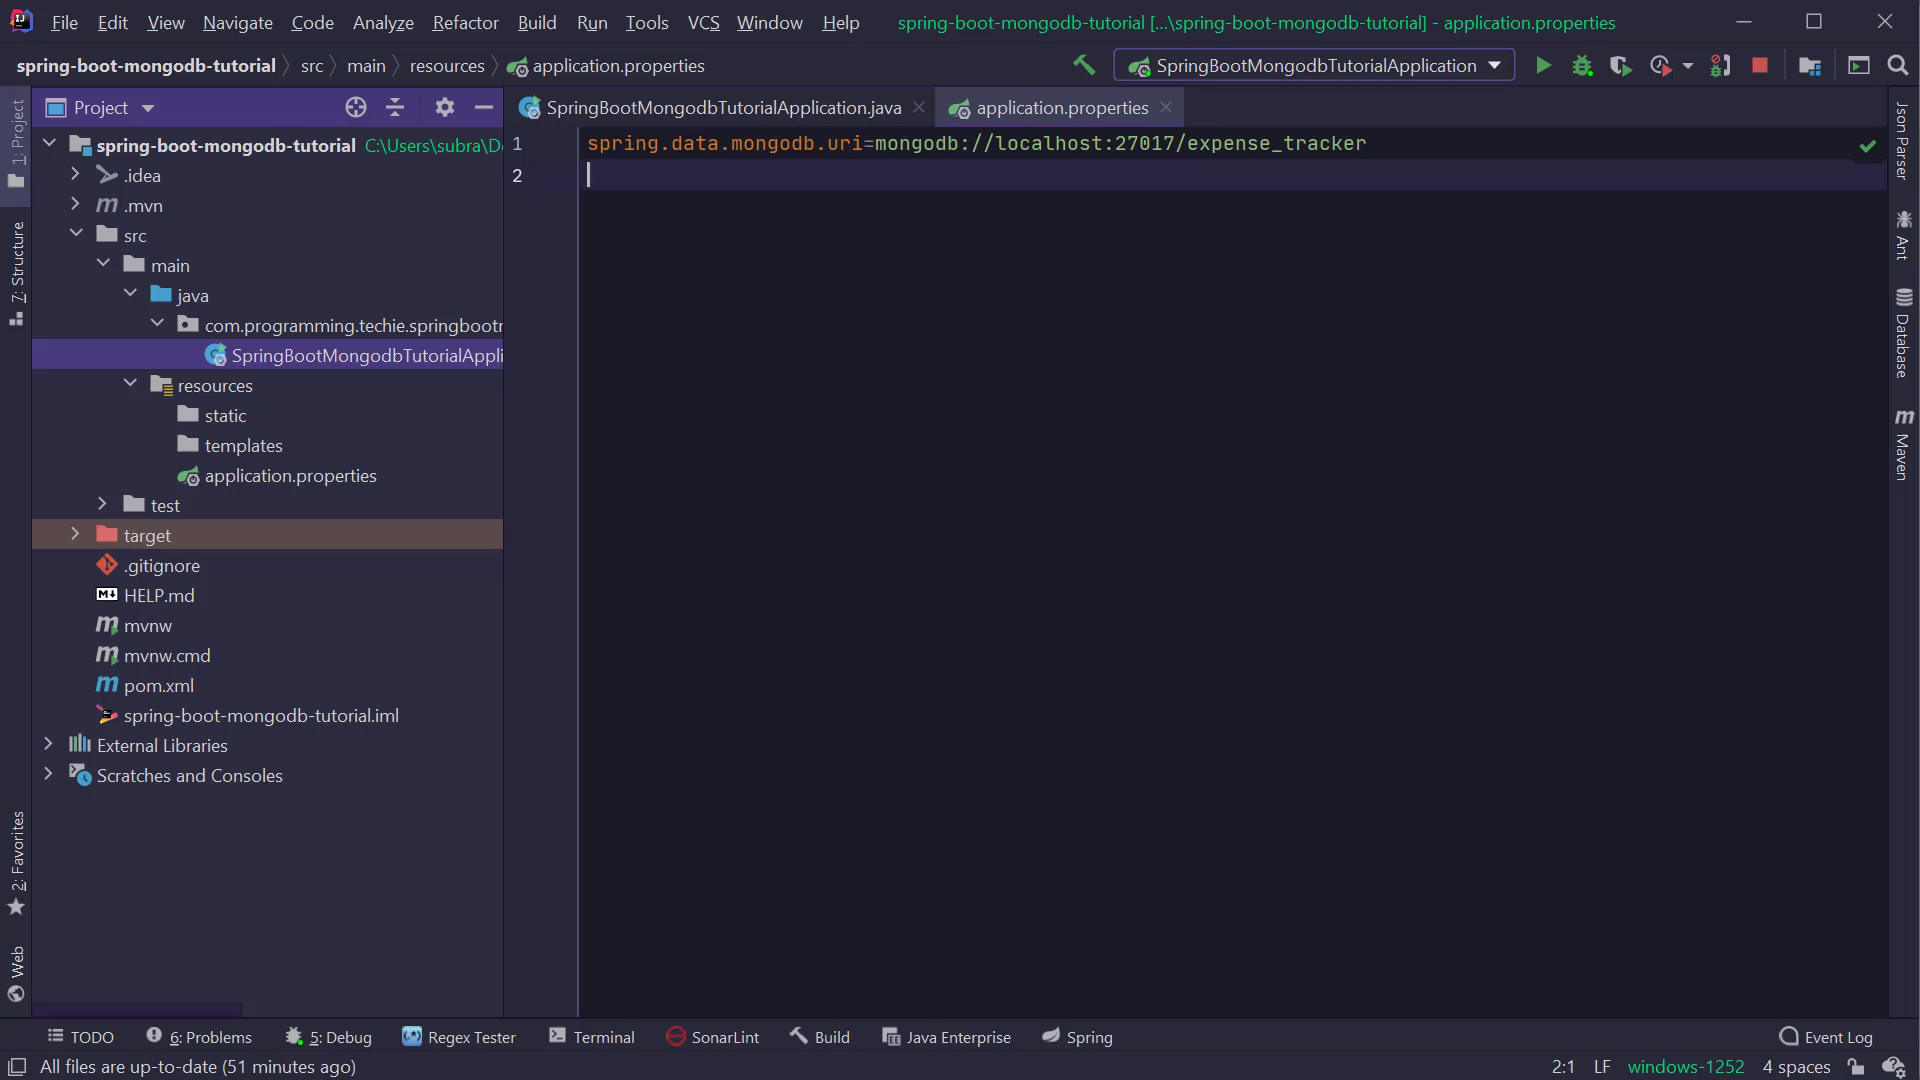 File Edit View Navigate Code Analyze Refactor Build Run Tools VCS Window Help spring-boot-mongodb-tutorial [...\spring-boot-mongodb-tutorial] - application.properties
spring-boot-mongodb-tutorial src main resources application.properties SpringBootMongodbTutorialApplication
Project
SpringBootMongodbTutorialApplication.java application.properties
spring-boot-mongodb-tutorial C:\Users\subra\D
.idea
.mvn
src
main
java
com.programming.techie.springboot
SpringBootMongodbTutorialAppli
resources
static
templates
application.properties
test
target
.gitignore
HELP.md
mvnw
mvnw.cmd
pom.xml
spring-boot-mongodb-tutorial.iml
External Libraries
Scratches and Consoles
1 spring.data.mongodb.uri=mongodb://localhost:27017/expense_tracker
2
1: Project
7: Structure
2: Favorites
Web
Json Parser
Ant
Database
Maven
TODO 6: Problems 5: Debug Regex Tester Terminal SonarLint Build Java Enterprise Spring Event Log
All files are up-to-date (51 minutes ago) 2:1 LF windows-1252 4 spaces